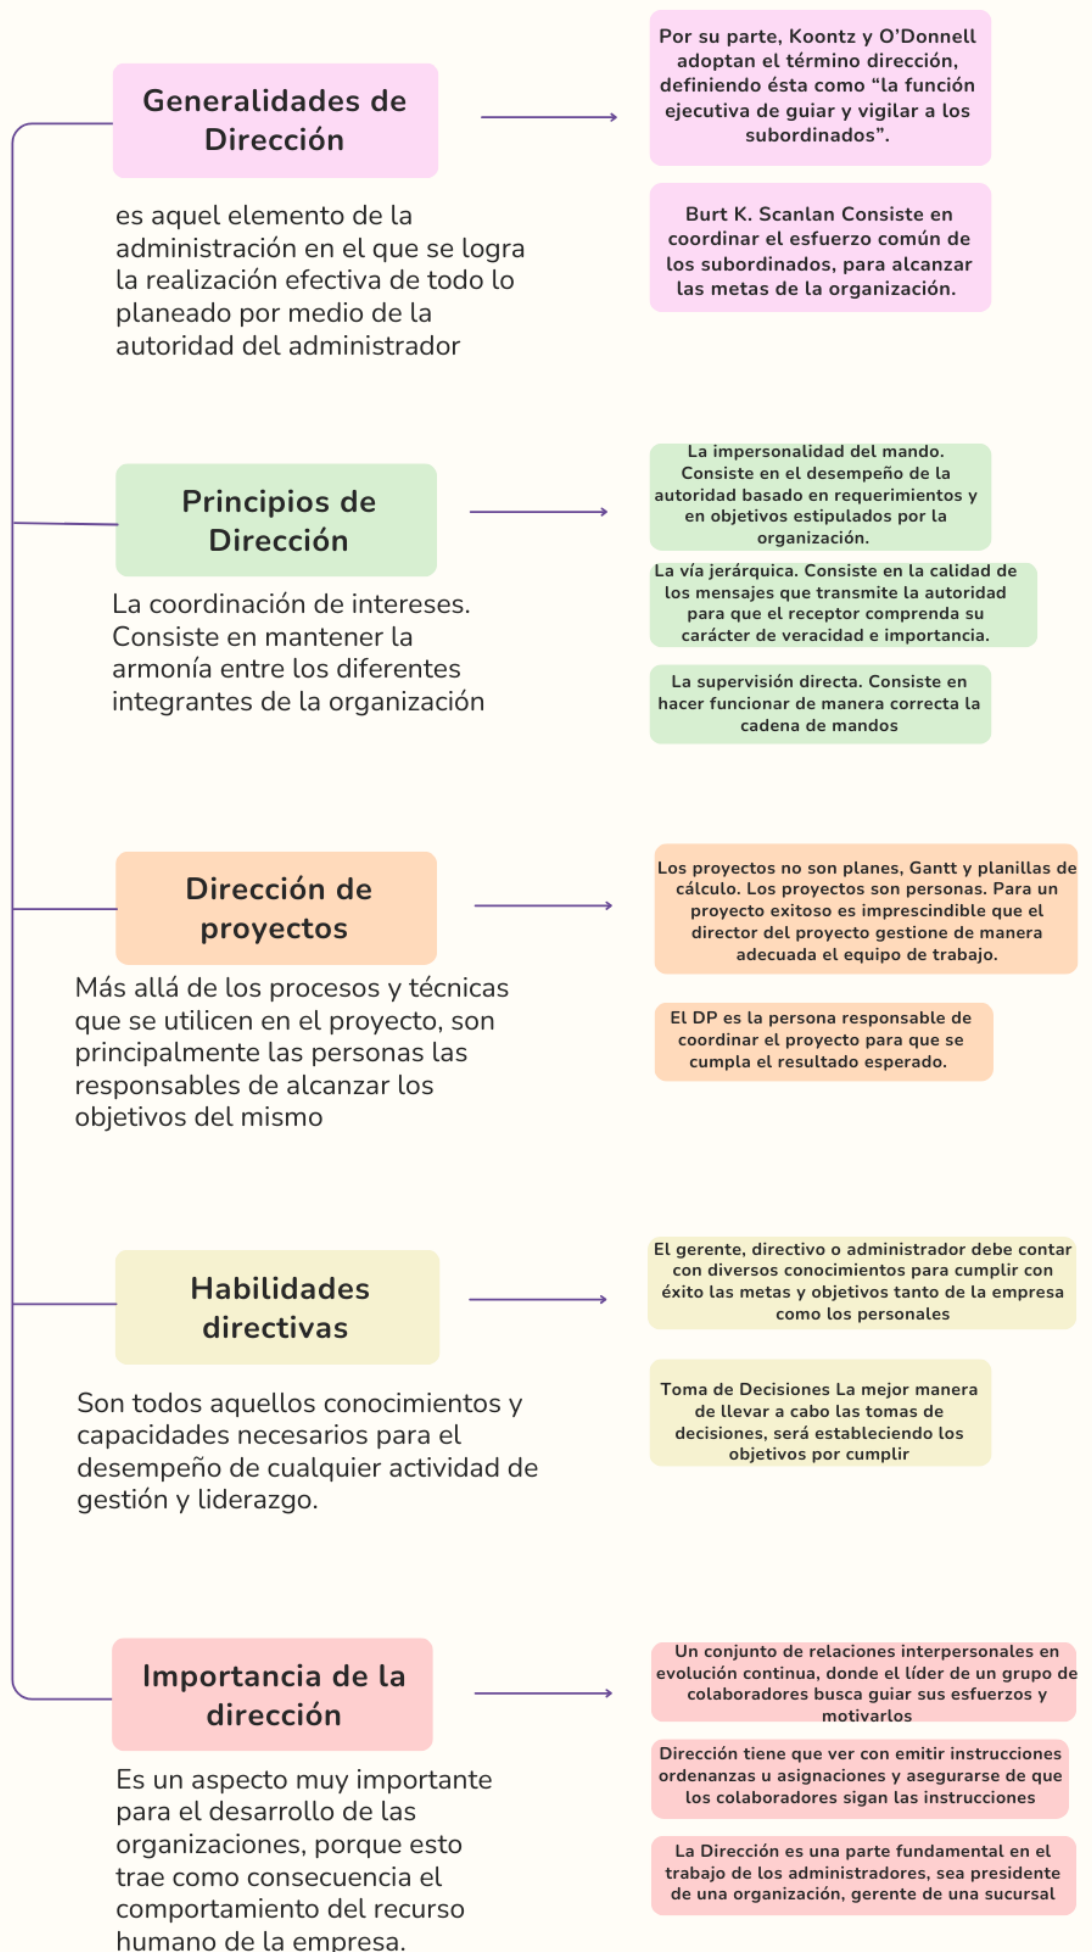 Generalidades de
Dirección
es aquel elemento de la
administración en el que se logra
la realización efectiva de todo lo
planeado por medio de la
autoridad del administrador
Por su parte, Koontz y O’Donnell
adoptan el término dirección,
definiendo ésta como “la función
ejecutiva de guiar y vigilar a los
subordinados”.
Burt K. Scanlan Consiste en
coordinar el esfuerzo común de
los subordinados, para alcanzar
las metas de la organización.
Principios de
Dirección
La coordinación de intereses.
Consiste en mantener la
armonía entre los diferentes
integrantes de la organización
La impersonalidad del mando.
Consiste en el desempeño de la
autoridad basado en requerimientos y
en objetivos estipulados por la
organización.
La vía jerárquica. Consiste en la calidad de
los mensajes que transmite la autoridad
para que el receptor comprenda su
carácter de veracidad e importancia.
La supervisión directa. Consiste en
hacer funcionar de manera correcta la
cadena de mandos
Dirección de
proyectos
Más allá de los procesos y técnicas
que se utilicen en el proyecto, son
principalmente las personas las
responsables de alcanzar los
objetivos del mismo
Los proyectos no son planes, Gantt y planillas de
cálculo. Los proyectos son personas. Para un
proyecto exitoso es imprescindible que el
director del proyecto gestione de manera
adecuada el equipo de trabajo.
El DP es la persona responsable de
coordinar el proyecto para que se
cumpla el resultado esperado.
Habilidades
directivas
Son todos aquellos conocimientos y
capacidades necesarios para el
desempeño de cualquier actividad de
gestión y liderazgo.
El gerente, directivo o administrador debe contar
con diversos conocimientos para cumplir con
éxito las metas y objetivos tanto de la empresa
como los personales
Toma de Decisiones La mejor manera
de llevar a cabo las tomas de
decisiones, será estableciendo los
objetivos por cumplir
Importancia de la
dirección
Es un aspecto muy importante
para el desarrollo de las
organizaciones, porque esto
trae como consecuencia el
comportamiento del recurso
humano de la empresa.
Un conjunto de relaciones interpersonales en
evolución continua, donde el líder de un grupo de
colaboradores busca guiar sus esfuerzos y
motivarlos
Dirección tiene que ver con emitir instrucciones
ordenanzas u asignaciones y asegurarse de que
los colaboradores sigan las instrucciones
La Dirección es una parte fundamental en el
trabajo de los administradores, sea presidente
de una organización, gerente de una sucursal